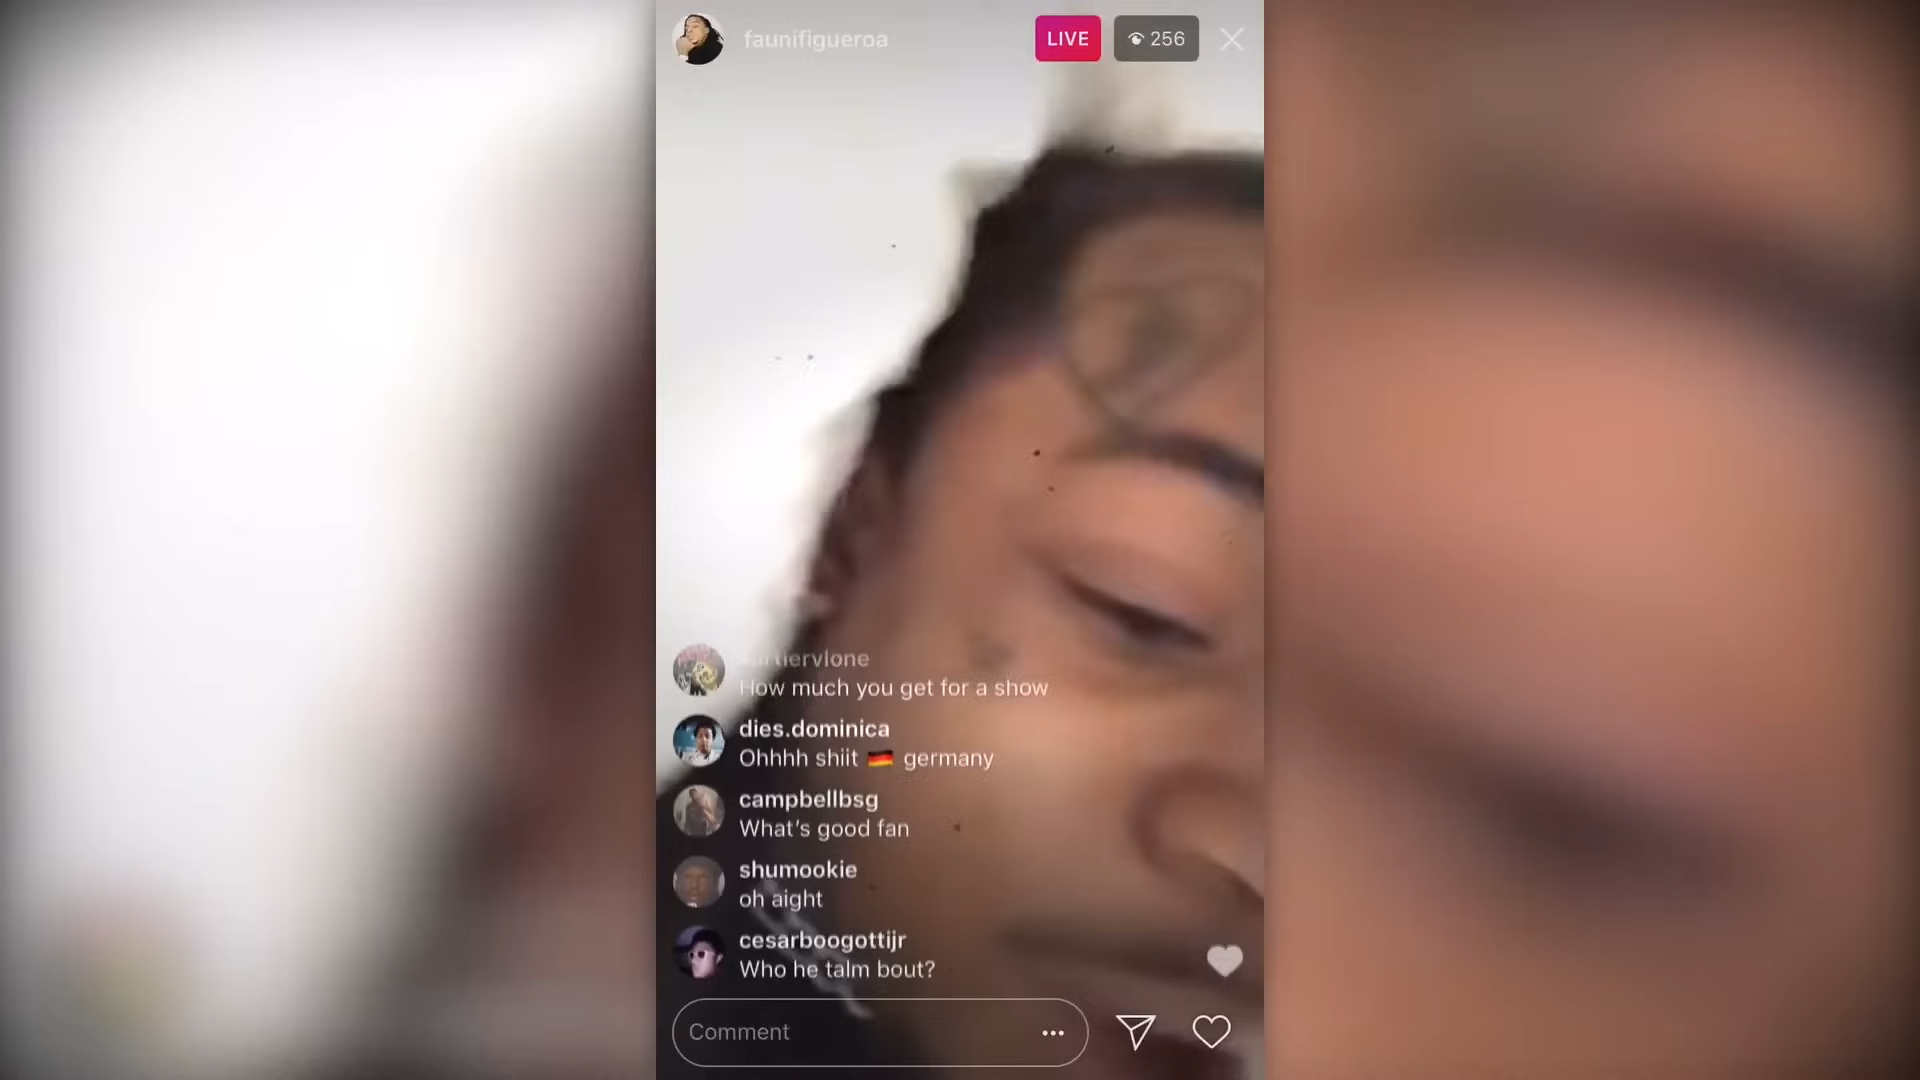 faunifigueroa
LIVE
256
How much you get for a show
dies.dominica
Ohhhh shiit 🇩🇪 germany
campbellbsg
What's good fan
shumookie
oh aight
cesarboogottijr
Who he talm bout?
Comment